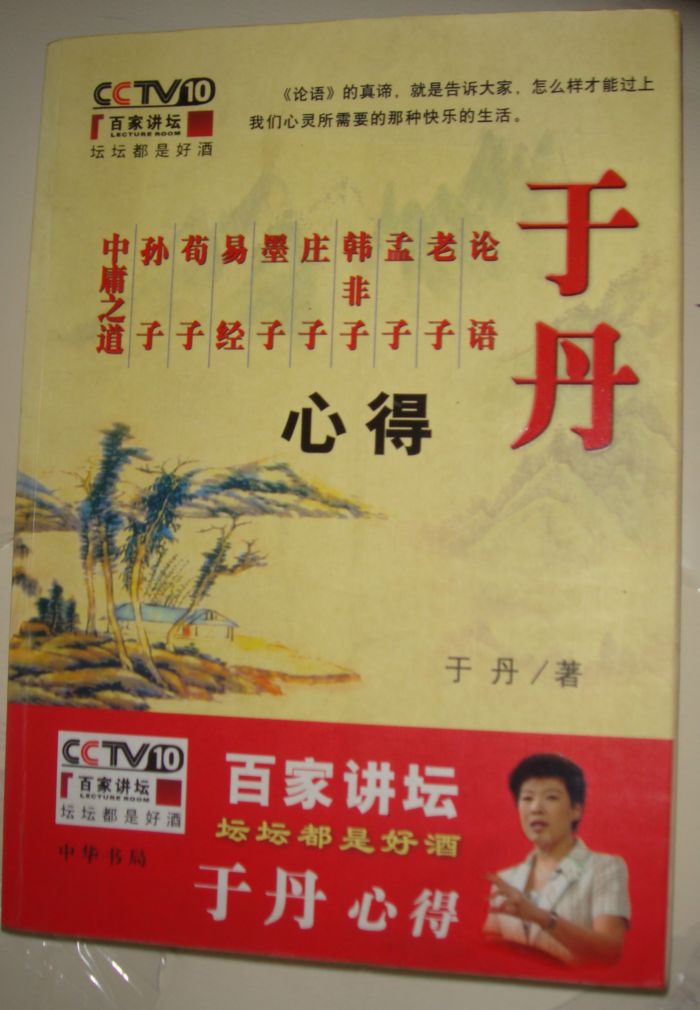 CCTV10
百家讲坛
LECTURE ROOM
坛坛都是好酒
《论语》的真谛，就是告诉大家，怎么样才能过上
我们心灵所需要的那种快乐的生活。
于丹
论语
老子
孟子
韩非子
庄子
墨子
易经
荀子
孙子
中庸之道
心得
于丹/著
CCTV10
百家讲坛
LECTURE ROOM
坛坛都是好酒
中华书局
百家讲坛
坛坛都是好酒
于丹 心得